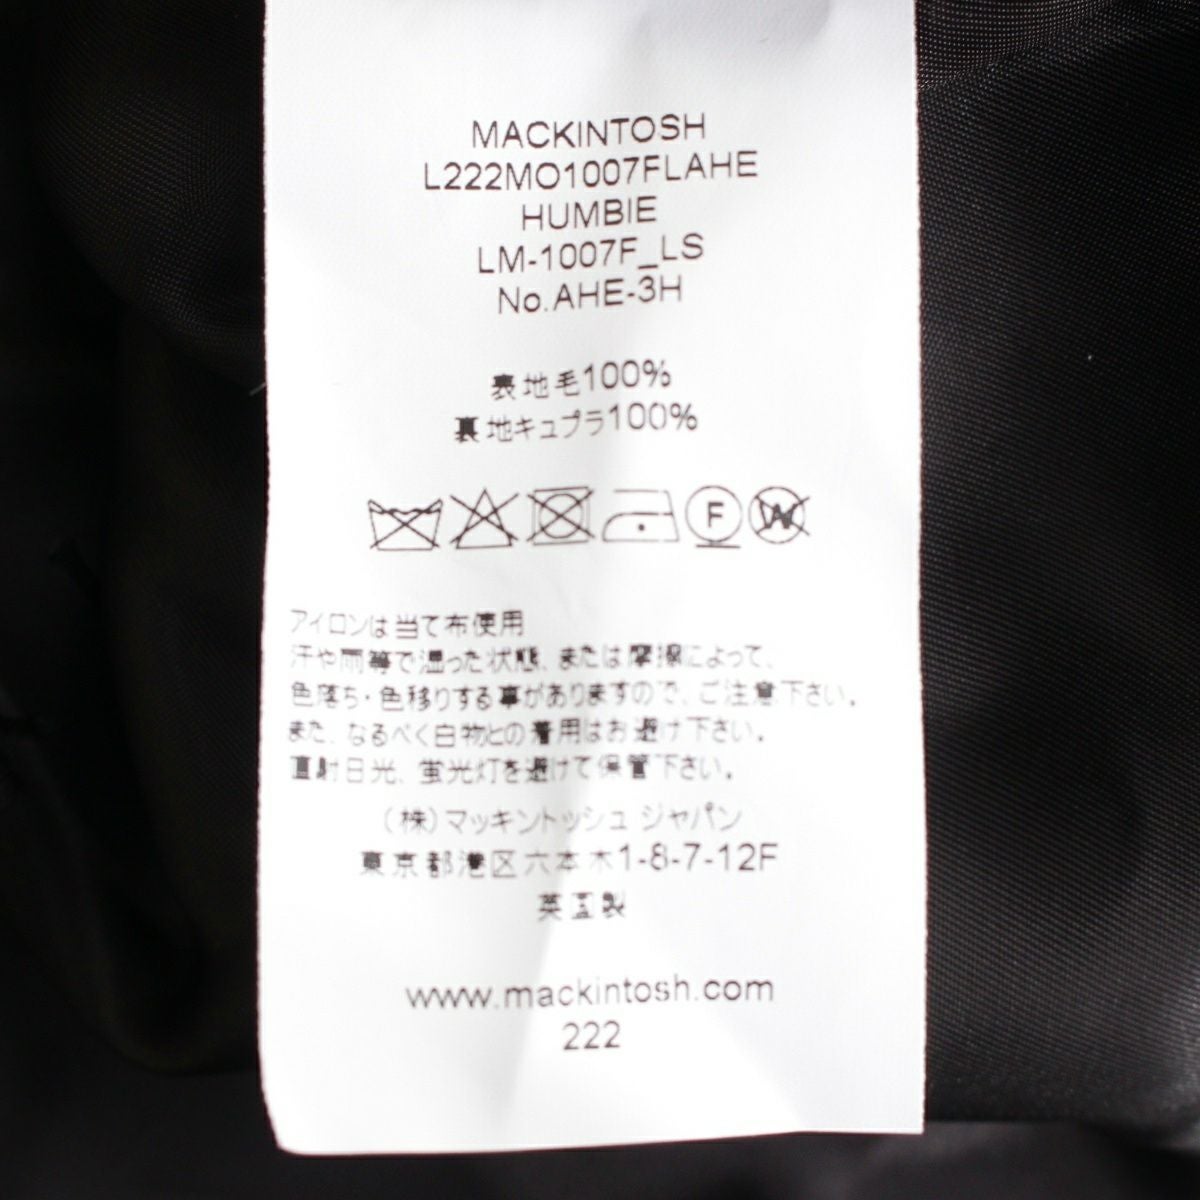 MACKINTOSH
L222MO1007FLAHE
HUMBIE
LM-1007F_LS
No.AHE-3H
表地毛100%
裏地キュプラ100%
F W
アイロンは当て布使用
汗や雨等で湿った状態、または摩擦によって、
色落ち・色移りする事がありますので、ご注意下さい。
また、なるべく白物との着用はお避け下さい。
直射日光、蛍光灯を避けて保管下さい。
(株)マッキントッシュ ジャパン
東京都港区六本木1-8-7-12F
英国製
www.mackintosh.com
222